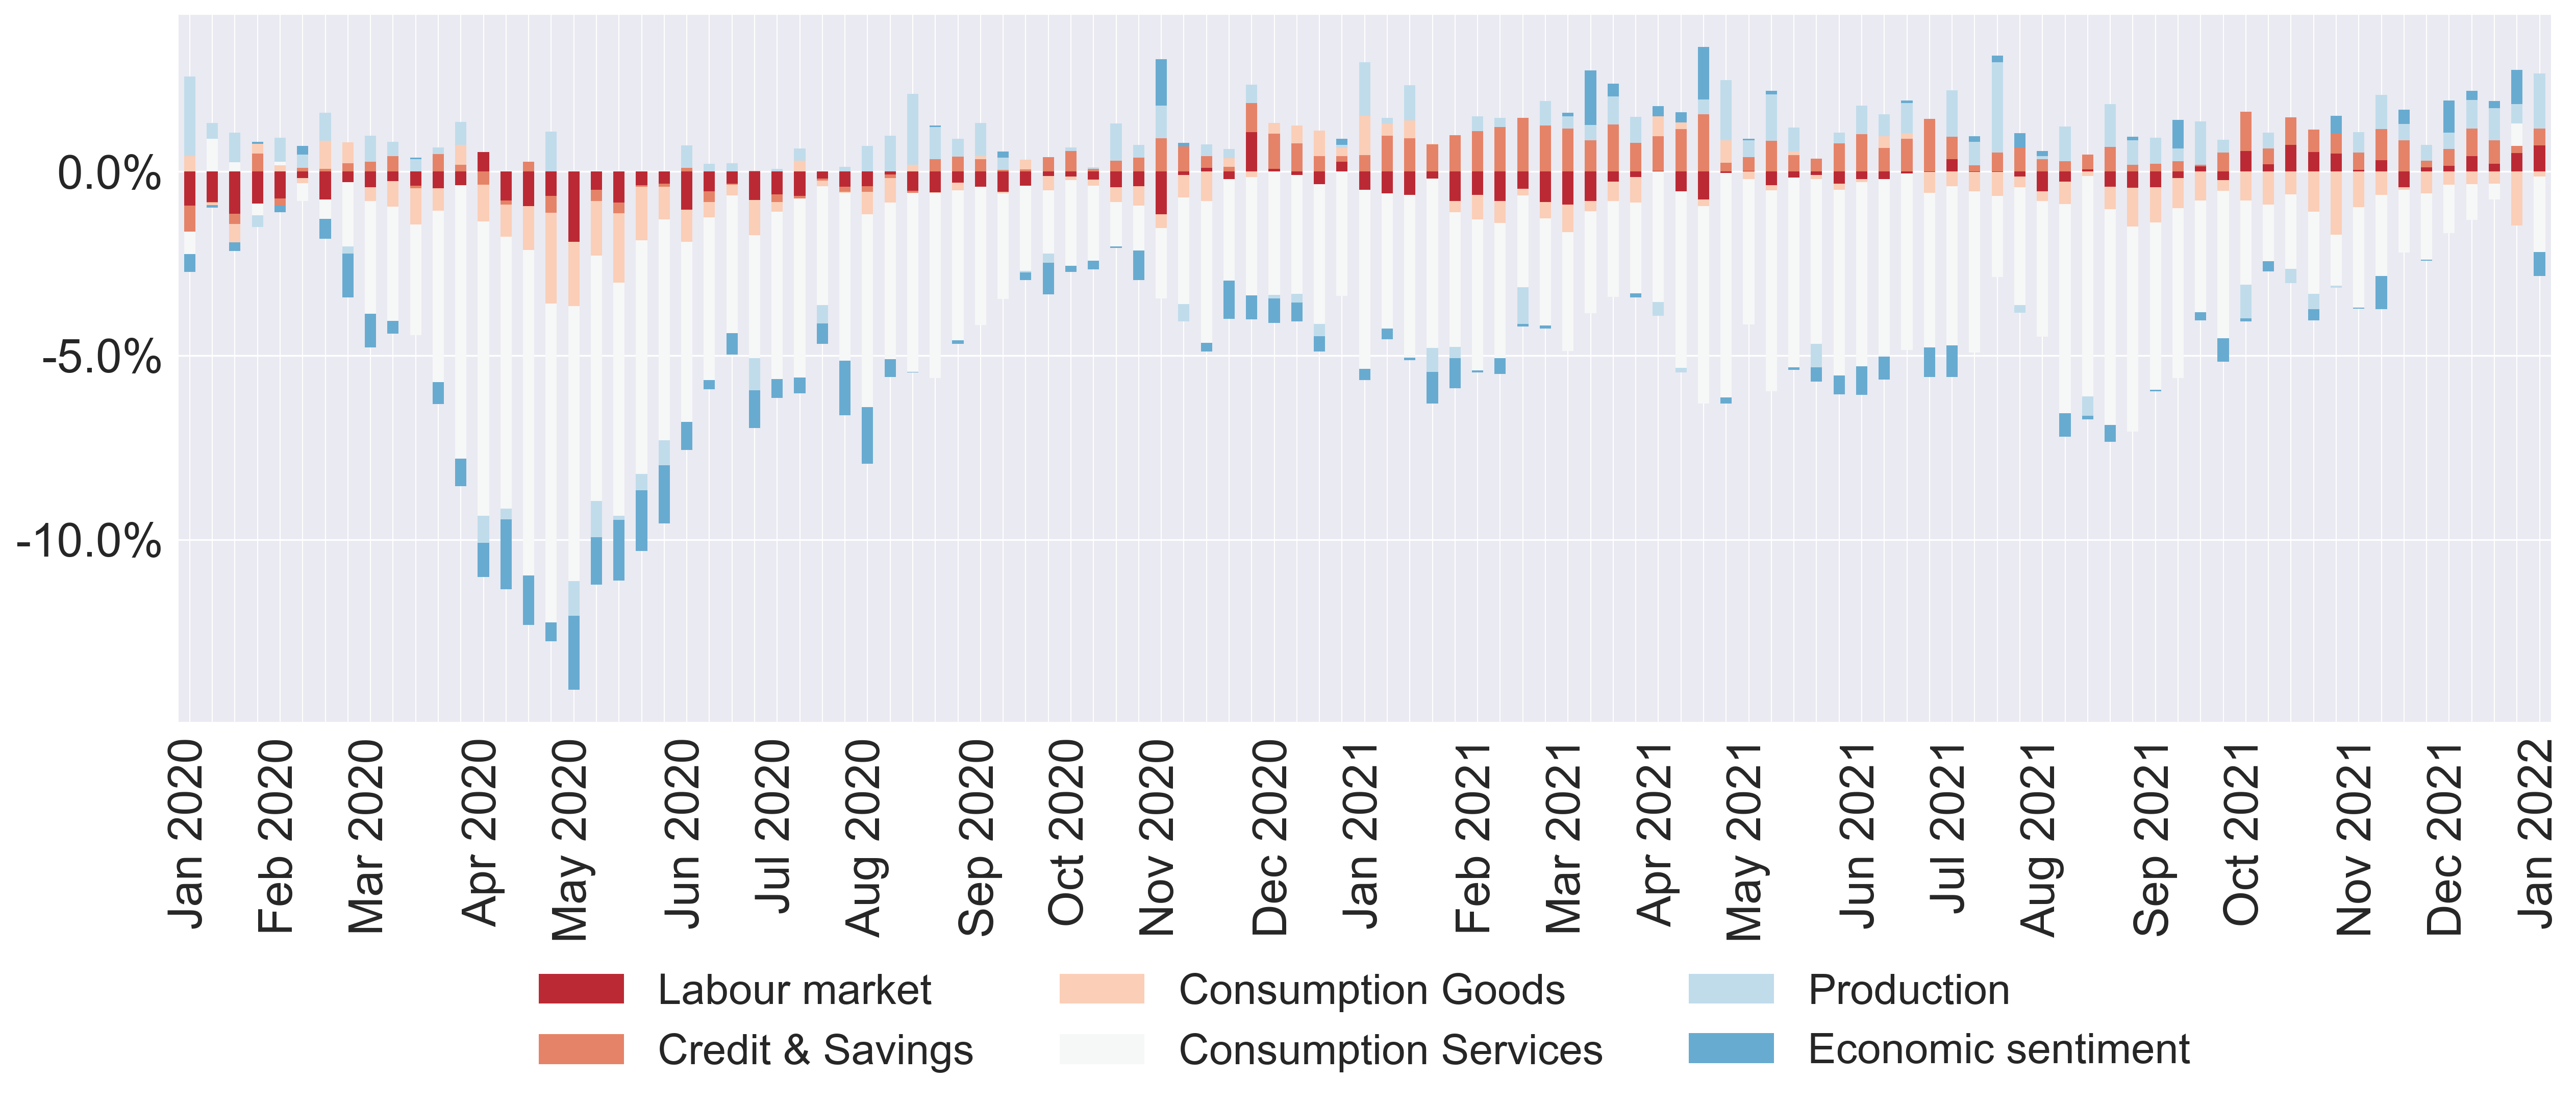 0.0%
-5.0%
-10.0%
Jan 2020
Feb 2020
Mar 2020
Apr 2020
May 2020
Jun 2020
Jul 2020
Aug 2020
Sep 2020
Oct 2020
Nov 2020
Dec 2020
Jan 2021
Feb 2021
Mar 2021
Apr 2021
May 2021
Jun 2021
Jul 2021
Aug 2021
Sep 2021
Oct 2021
Nov 2021
Dec 2021
Jan 2022
Labour market
Consumption Goods
Production
Credit & Savings
Consumption Services
Economic sentiment